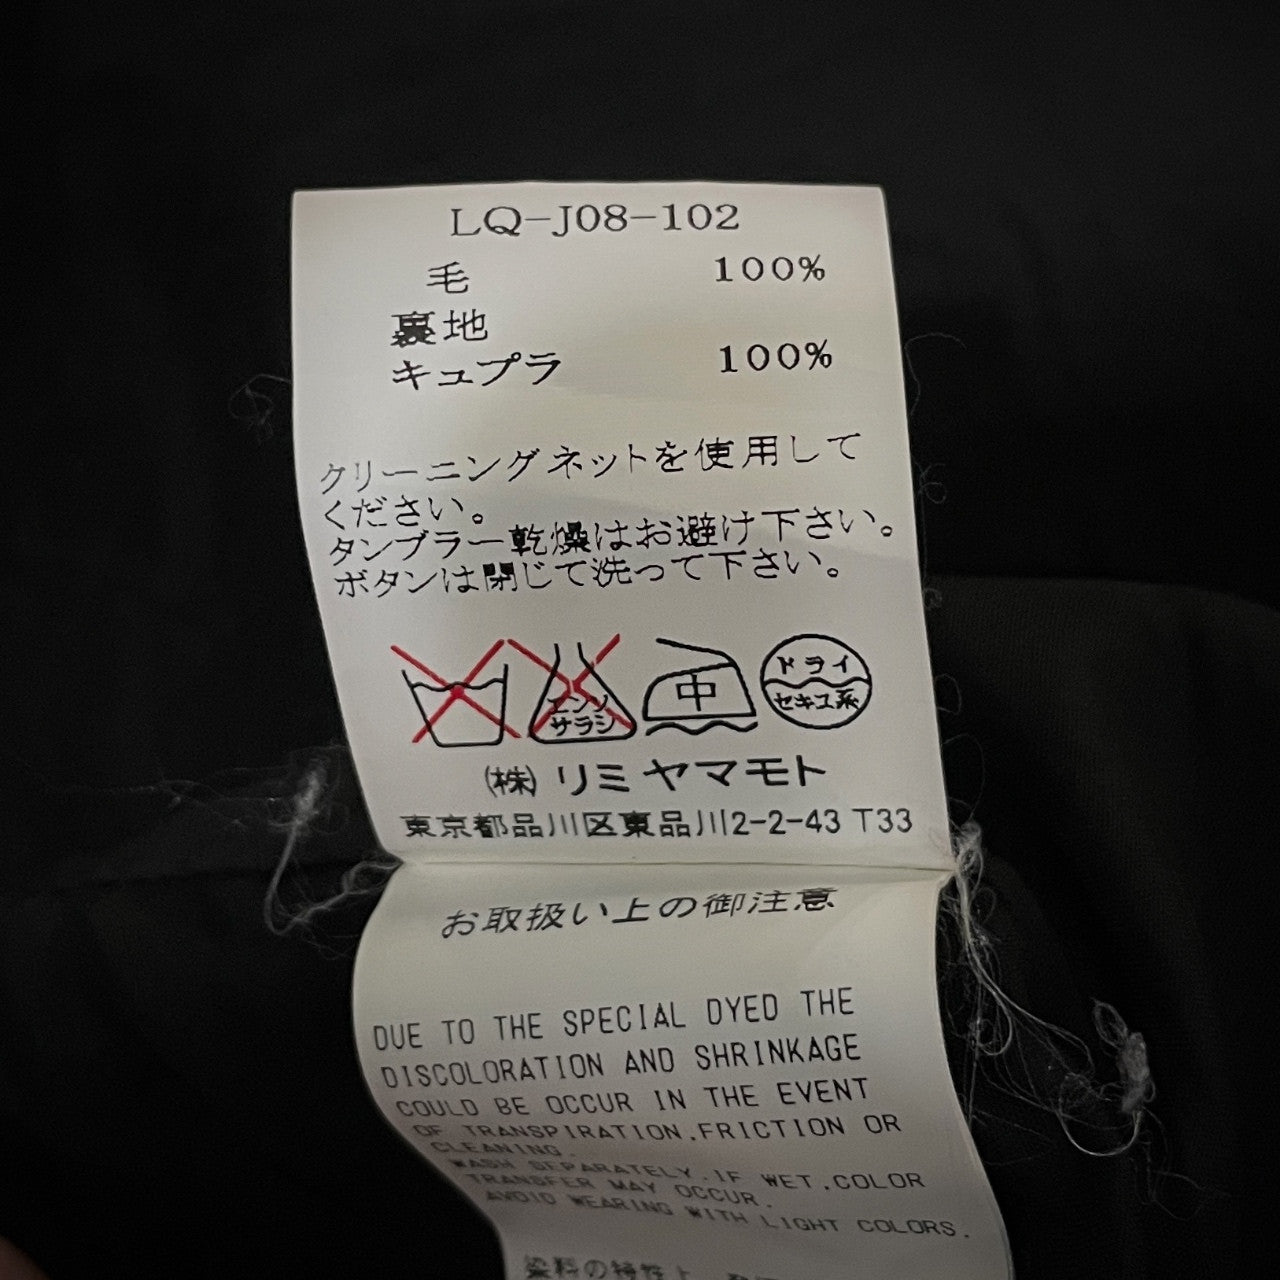 LQ-J08-102
毛 100%
裏地
キュプラ 100%
クリーニングネットを使用して
ください。
タンブラー乾燥はお避け下さい。
ボタンは閉じて洗って下さい。
エンソ
サラシ
中
ドライ
セキユ系
(株) リミ ヤマモト
東京都品川区東品川2-2-43 T33
お取扱い上の御注意
DUE TO THE SPECIAL DYED THE
DISCOLORATION AND SHRINKAGE
COULD BE OCCUR IN THE EVENT
OF TRANSPIRATION.FRICTION OR
CLEANING.
WASH SEPARATELY.IF WET.COLOR
TRANSFER MAY OCCUR.
AVOID WEARING WITH LIGHT COLORS.
染料の特性上